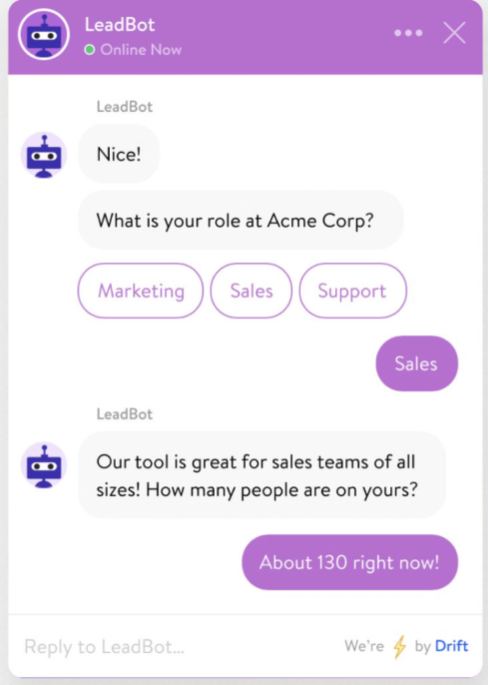 LeadBot
Online Now
LeadBot
Nice!
What is your role at Acme Corp?
Marketing Sales Support
Sales
LeadBot
Our tool is great for sales teams of all
sizes! How many people are on yours?
About 130 right now!
Reply to LeadBot... We're ⚡ by Drift